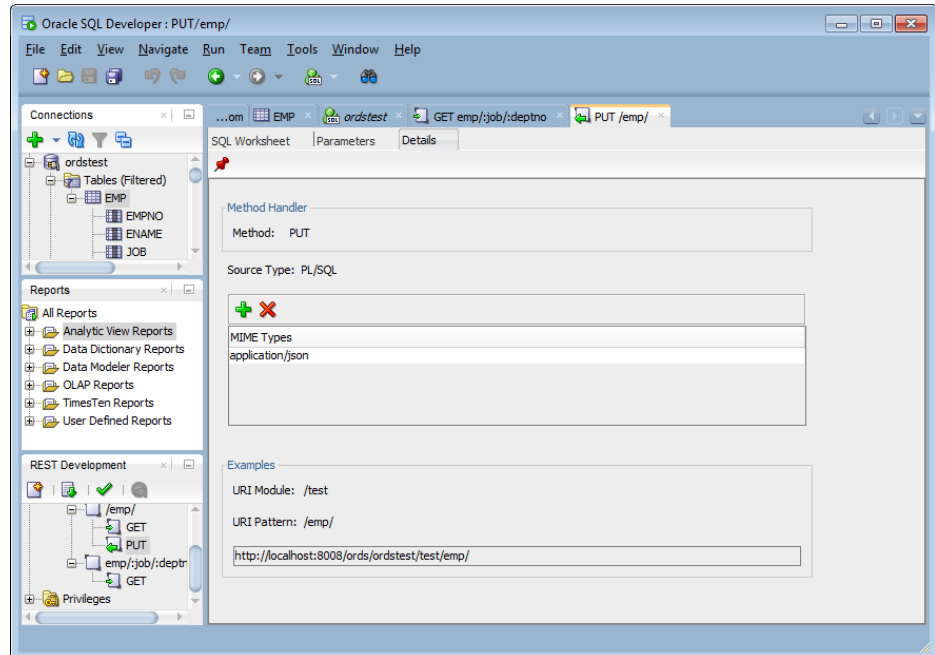 Oracle SQL Developer : PUT/emp/
File Edit View Navigate Run Team Tools Window Help
Connections
ordstest
Tables (Filtered)
EMP
EMPNO
ENAME
JOB
Reports
All Reports
Analytic View Reports
Data Dictionary Reports
Data Modeler Reports
OLAP Reports
TimesTen Reports
User Defined Reports
REST Development
/emp/
GET
PUT
emp/:job/:deptn
GET
Privileges
...om EMP ordstest GET emp/:job/:deptno PUT /emp/
SQL Worksheet Parameters Details
Method Handler
Method: PUT
Source Type: PL/SQL
MIME Types
application/json
Examples
URI Module: /test
URI Pattern: /emp/
http://localhost:8008/ords/ordstest/test/emp/